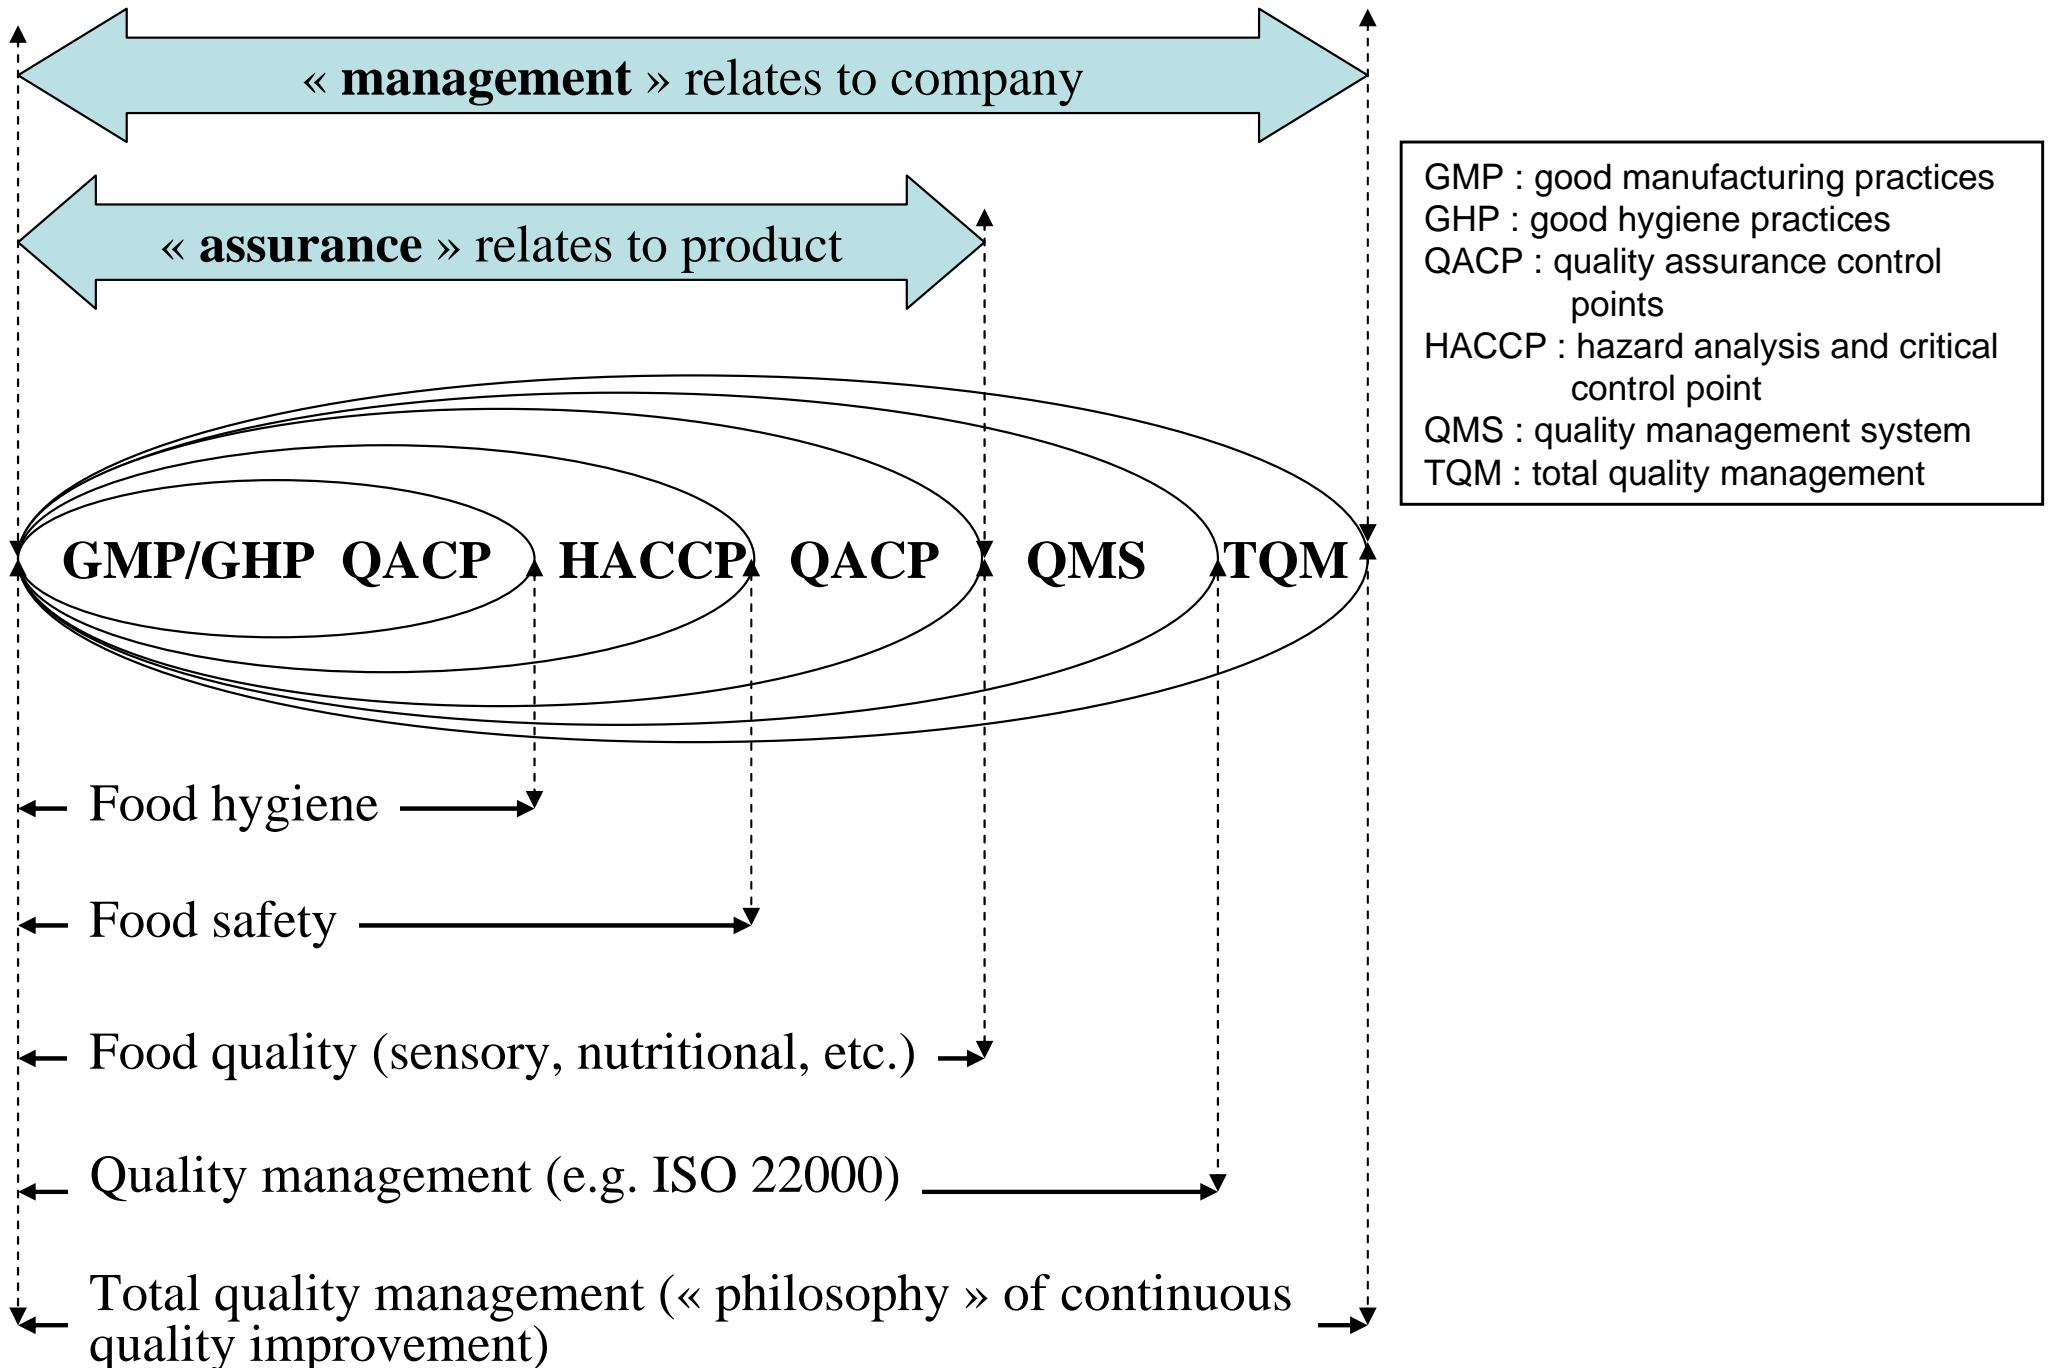 « management » relates to company
« assurance » relates to product
GMP : good manufacturing practices
GHP : good hygiene practices
QACP : quality assurance control
points
HACCP : hazard analysis and critical
control point
QMS : quality management system
TQM : total quality management
GMP/GHP QACP HACCP QACP QMS TQM
Food hygiene
Food safety
Food quality (sensory, nutritional, etc.)
Quality management (e.g. ISO 22000)
Total quality management (« philosophy » of continuous
quality improvement)